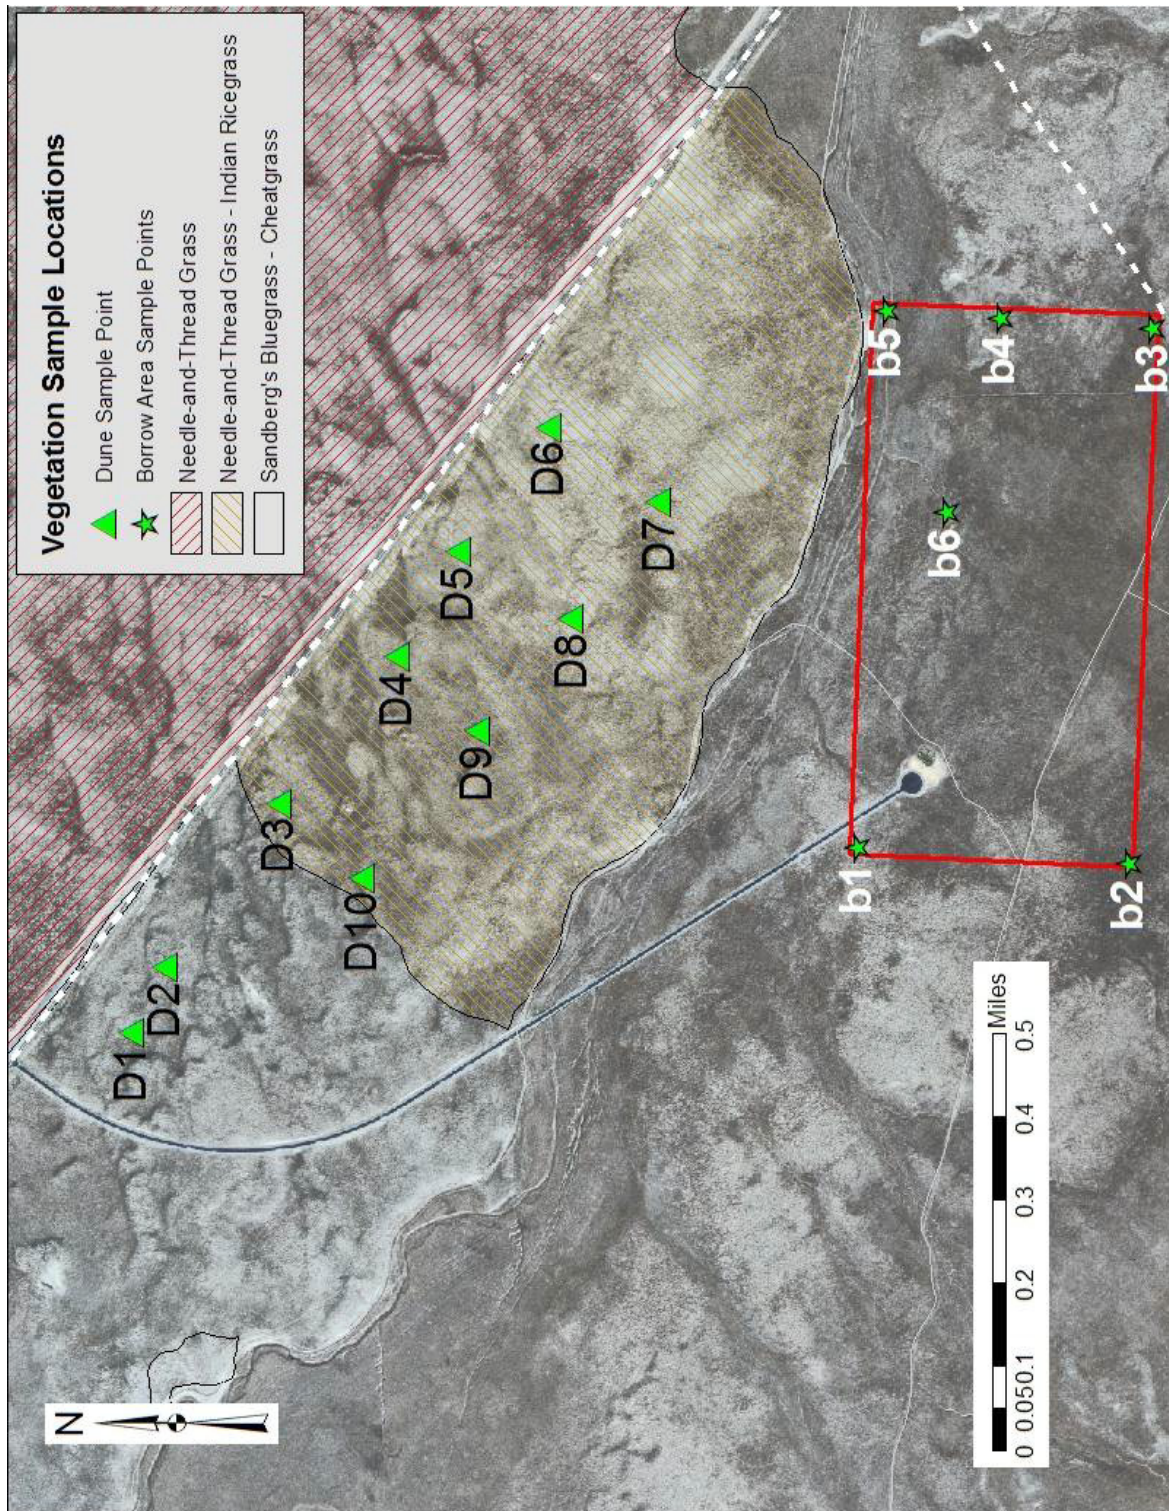 Vegetation Sample Locations
Dune Sample Point
Borrow Area Sample Points
Needle-and-Thread Grass
Needle-and-Thread Grass - Indian Ricegrass
Sandberg's Bluegrass - Cheatgrass
N
D1
D2
D3
D10
D4
D5
D9
D6
D8
D7
b1
b5
b6
b4
b2
b3
0 0.05 0.1 0.2 0.3 0.4 0.5
Miles